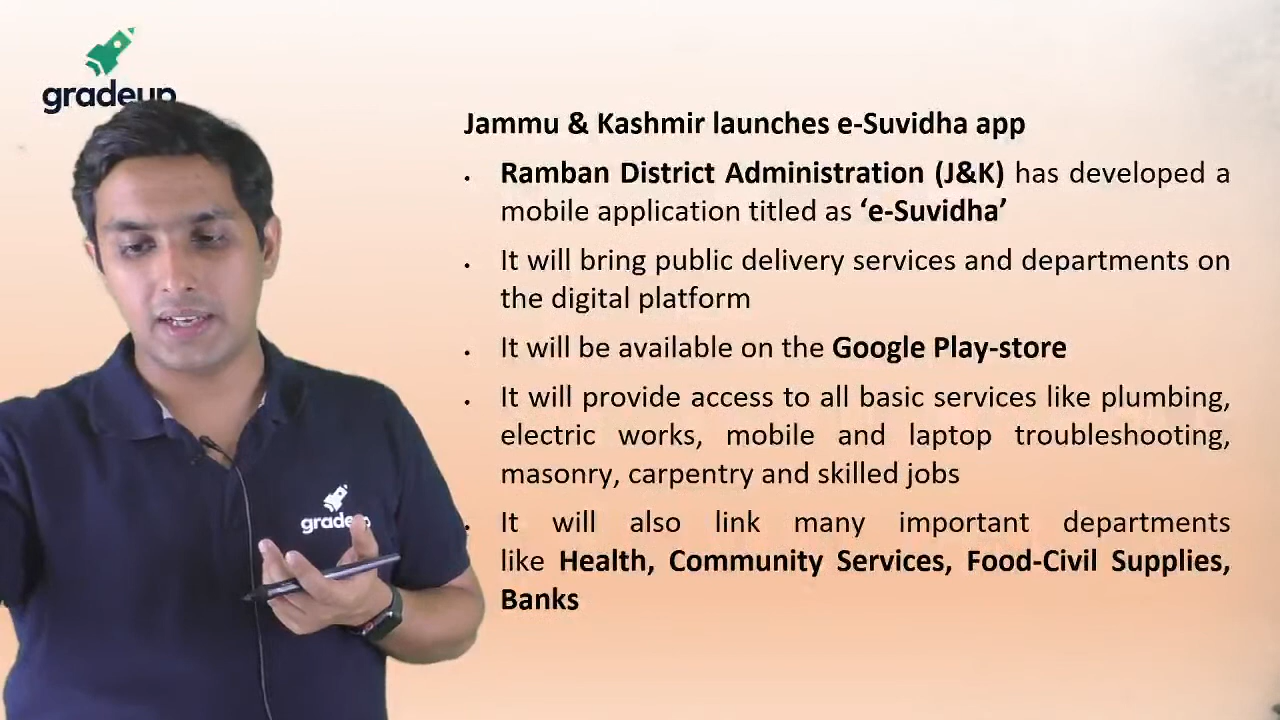 gradeup
Jammu & Kashmir launches e-Suvidha app
Ramban District Administration (J&K) has developed a
mobile application titled as ‘e-Suvidha’
It will bring public delivery services and departments on
the digital platform
It will be available on the Google Play-store
It will provide access to all basic services like plumbing,
electric works, mobile and laptop troubleshooting,
masonry, carpentry and skilled jobs
It will also link many important departments
like Health, Community Services, Food-Civil Supplies,
Banks
gradeup